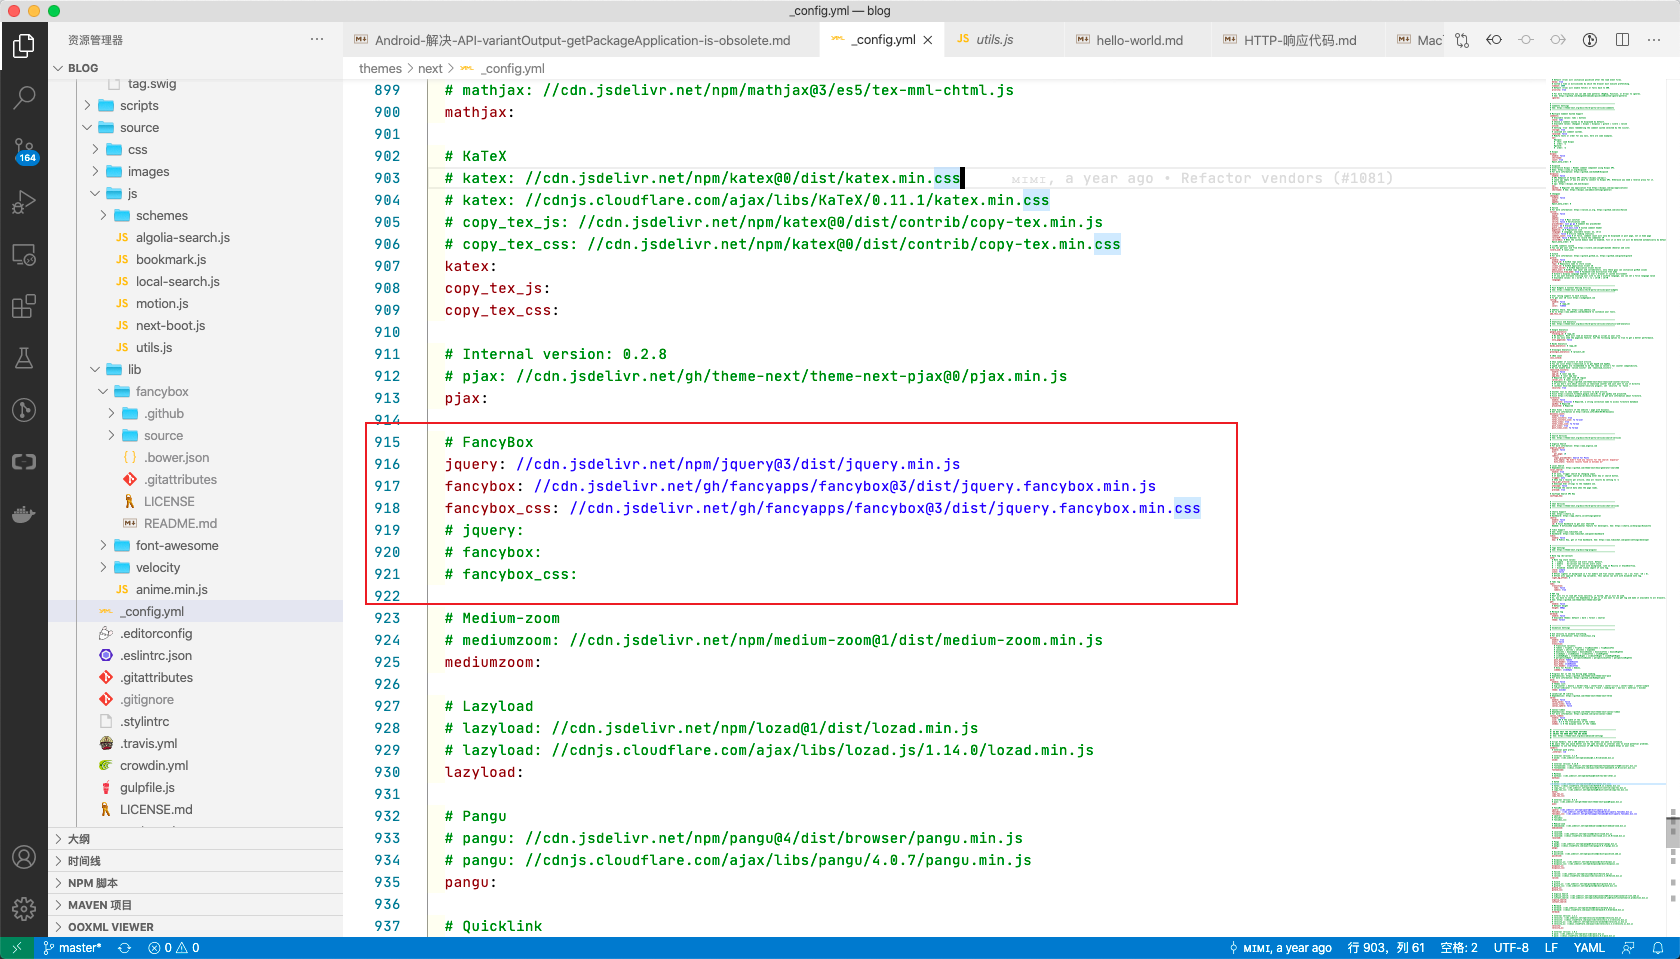 _config.yml — blog
资源管理器
Android-解决-API-variantOutput-getPackageApplication-is-obsolete.md
_config.yml
JS utils.js
hello-world.md
HTTP-响应代码.md
Mac
BLOG
themes > next > _config.yml
tag.swig
scripts
source
css
images
js
schemes
JS algolia-search.js
JS bookmark.js
JS local-search.js
JS motion.js
JS next-boot.js
JS utils.js
lib
fancybox
.github
source
{ } .bower.json
.gitattributes
LICENSE
README.md
font-awesome
velocity
JS anime.min.js
_config.yml
.editorconfig
.eslintrc.json
.gitattributes
.gitignore
.stylintrc
.travis.yml
crowdin.yml
gulpfile.js
LICENSE.md
大纲
时间线
NPM 脚本
MAVEN 项目
OOXML VIEWER
164
899 # mathjax: //cdn.jsdelivr.net/npm/mathjax@3/es5/tex-mml-chtml.js
900 mathjax:
901
902 # KaTeX
903 # katex: //cdn.jsdelivr.net/npm/katex@0/dist/katex.min.css MIMI, a year ago • Refactor vendors (#1081)
904 # katex: //cdnjs.cloudflare.com/ajax/libs/KaTeX/0.11.1/katex.min.css
905 # copy_tex_js: //cdn.jsdelivr.net/npm/katex@0/dist/contrib/copy-tex.min.js
906 # copy_tex_css: //cdn.jsdelivr.net/npm/katex@0/dist/contrib/copy-tex.min.css
907 katex:
908 copy_tex_js:
909 copy_tex_css:
910
911 # Internal version: 0.2.8
912 # pjax: //cdn.jsdelivr.net/gh/theme-next/theme-next-pjax@0/pjax.min.js
913 pjax:
914
915 # FancyBox
916 jquery: //cdn.jsdelivr.net/npm/jquery@3/dist/jquery.min.js
917 fancybox: //cdn.jsdelivr.net/gh/fancyapps/fancybox@3/dist/jquery.fancybox.min.js
918 fancybox_css: //cdn.jsdelivr.net/gh/fancyapps/fancybox@3/dist/jquery.fancybox.min.css
919 # jquery:
920 # fancybox:
921 # fancybox_css:
922
923 # Medium-zoom
924 # mediumzoom: //cdn.jsdelivr.net/npm/medium-zoom@1/dist/medium-zoom.min.js
925 mediumzoom:
926
927 # Lazyload
928 # lazyload: //cdn.jsdelivr.net/npm/lozad@1/dist/lozad.min.js
929 # lazyload: //cdnjs.cloudflare.com/ajax/libs/lozad.js/1.14.0/lozad.min.js
930 lazyload:
931
932 # Pangu
933 # pangu: //cdn.jsdelivr.net/npm/pangu@4/dist/browser/pangu.min.js
934 # pangu: //cdnjs.cloudflare.com/ajax/libs/pangu/4.0.7/pangu.min.js
935 pangu:
936
937 # Quicklink
master* 0 0 MIMI, a year ago 行 903，列 61 空格: 2 UTF-8 LF YAML